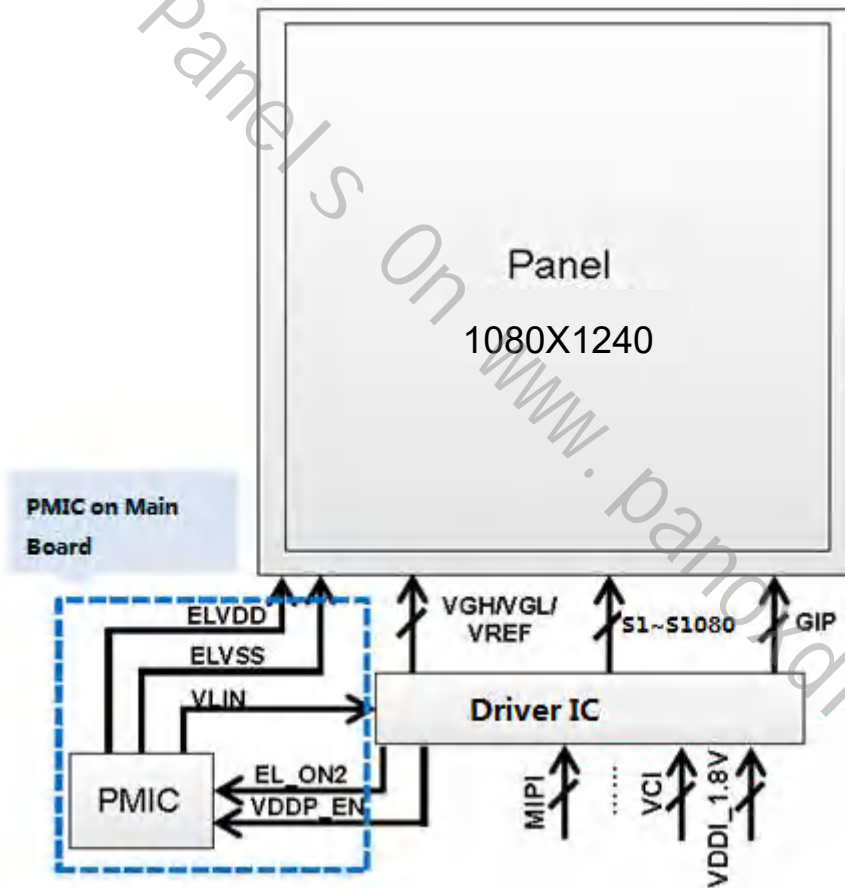 Panels On www.panoxdi
Panel
1080X1240
PMIC on Main
Board
ELVDD
ELVSS
VLIN
VGH/VGL/
VREF
S1~S1080
GIP
Driver IC
EL_ON2
VDDP_EN
PMIC
MIPI
VCI
VDDI_1.8V